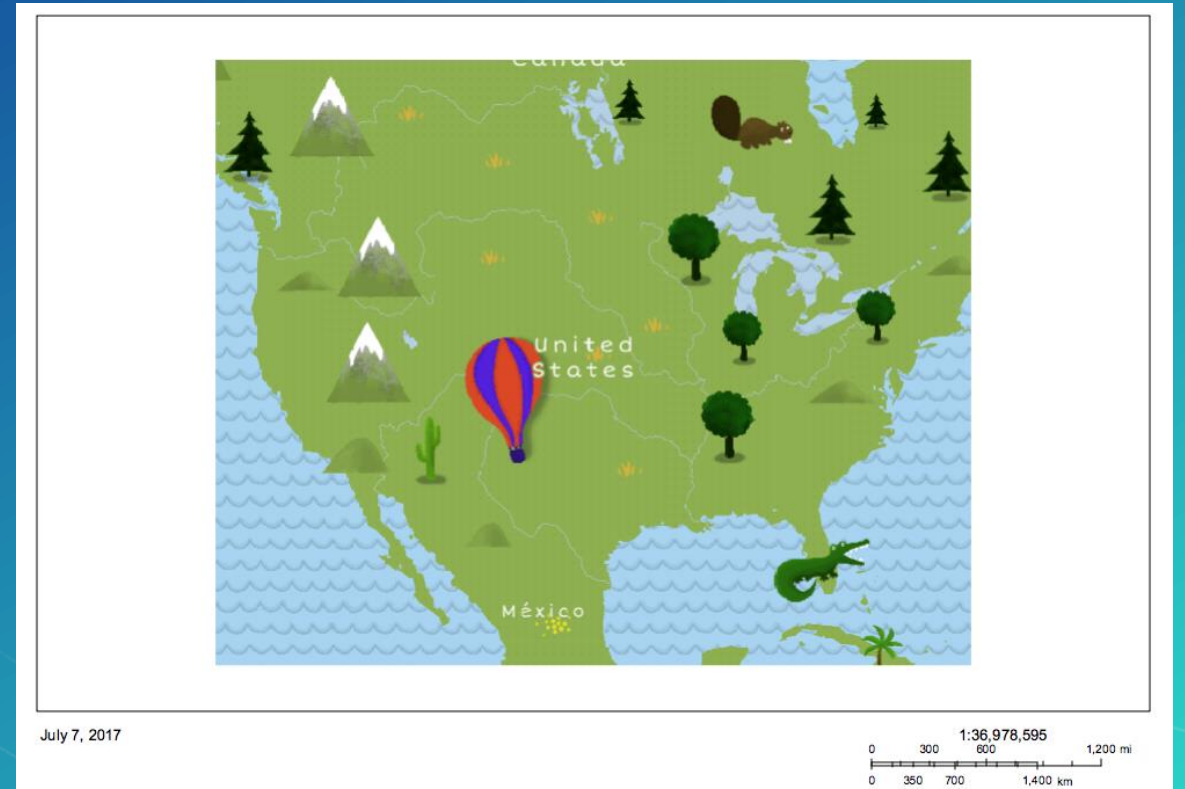 Canada
United
States
México
July 7, 2017
1:36,978,595
0 300 600 1,200 mi
0 350 700 1,400 km